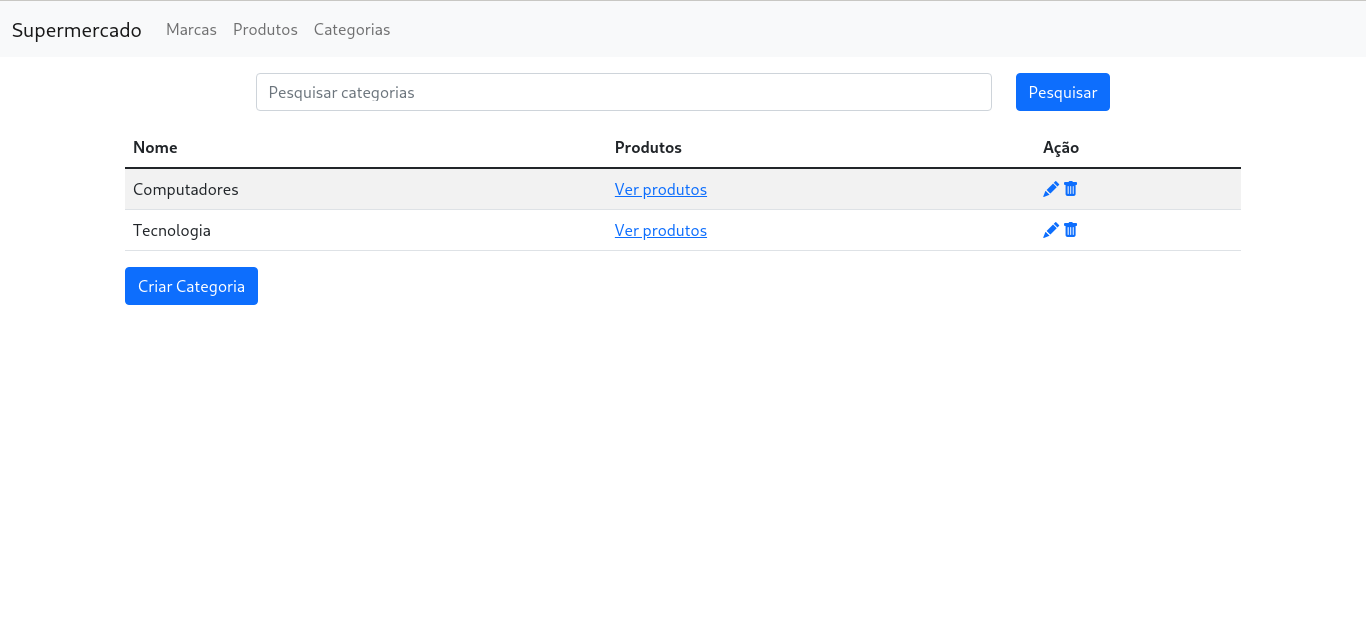 Supermercado Marcas Produtos Categorias
Pesquisar categorias Pesquisar
Nome Produtos Ação
Computadores Ver produtos
Tecnologia Ver produtos
Criar Categoria